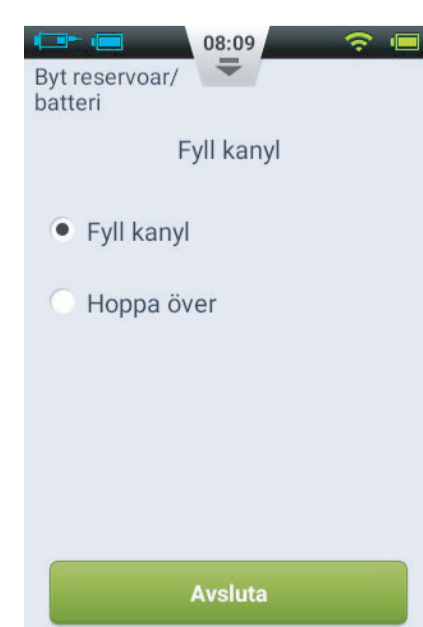 08:09
Byt reservoar/
batteri
Fyll kanyl
Fyll kanyl
Hoppa över
Avsluta